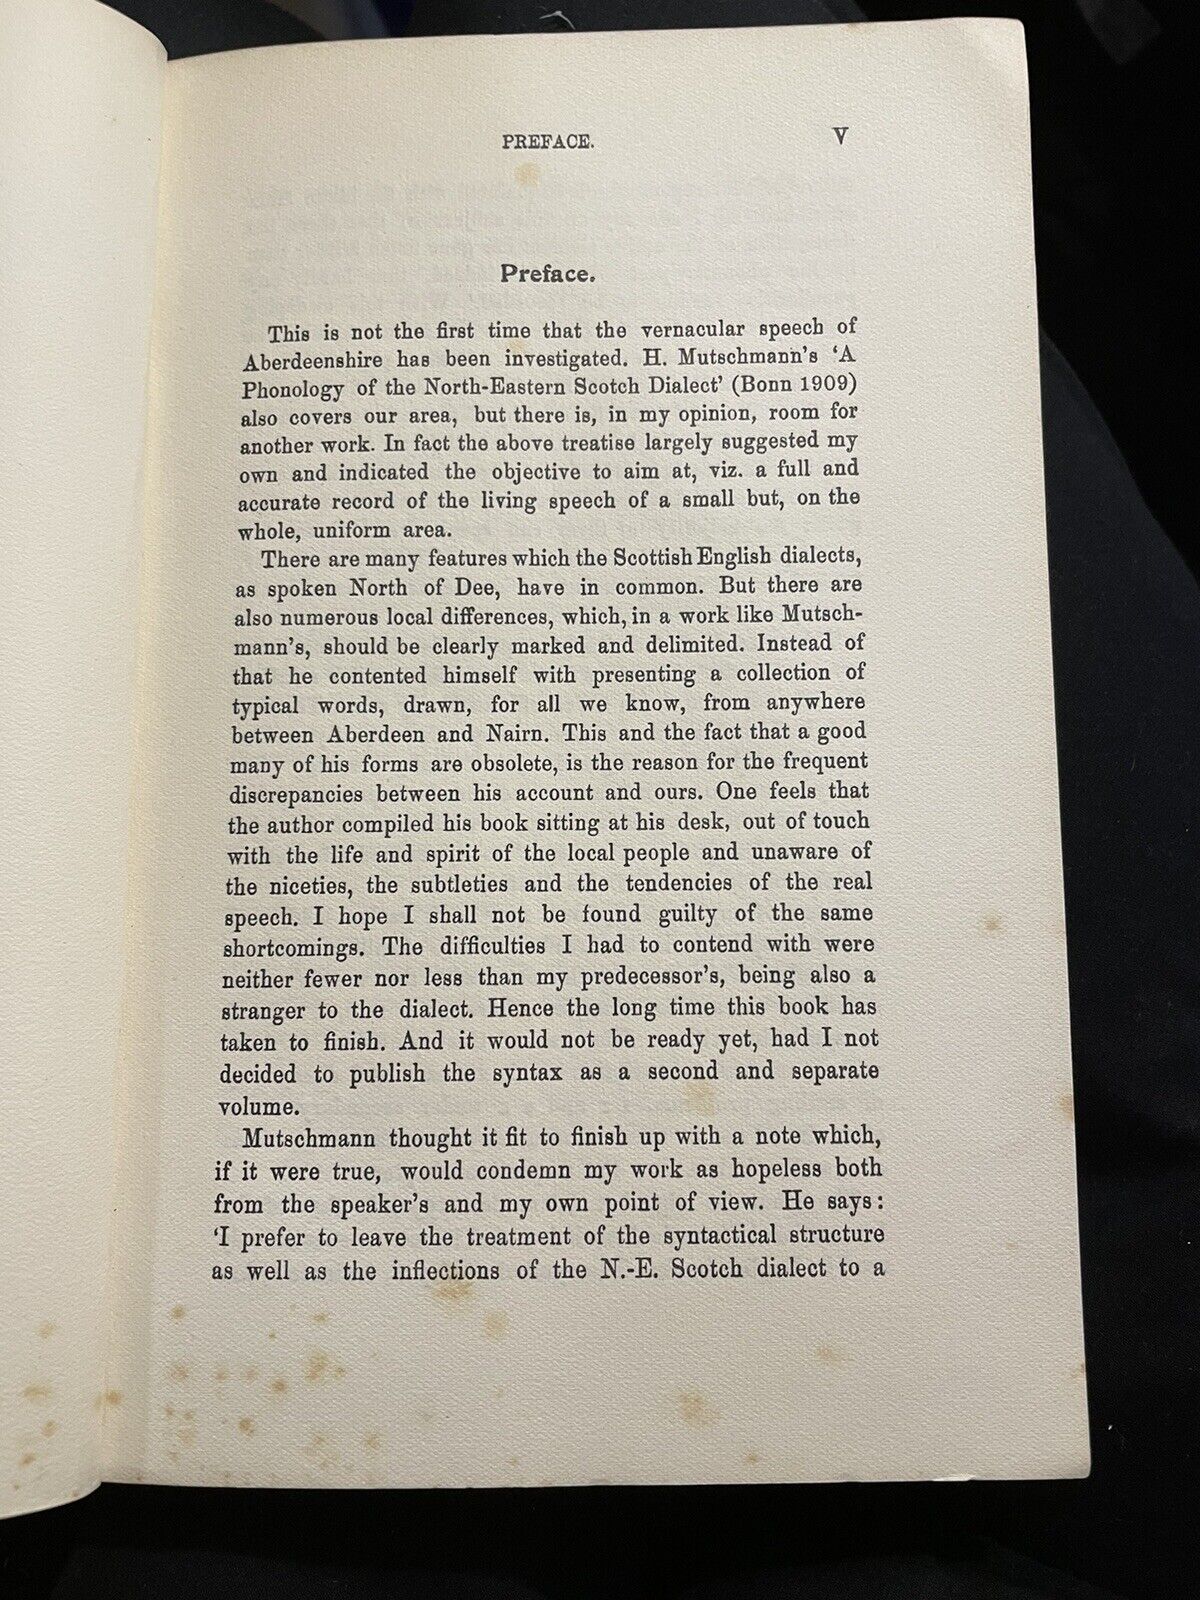 PREFACE. V
Preface.
This is not the first time that the vernacular speech of
Aberdeenshire has been investigated. H. Mutschmann's 'A
Phonology of the North-Eastern Scotch Dialect' (Bonn 1909)
also covers our area, but there is, in my opinion, room for
another work. In fact the above treatise largely suggested my
own and indicated the objective to aim at, viz. a full and
accurate record of the living speech of a small but, on the
whole, uniform area.
There are many features which the Scottish English dialects,
as spoken North of Dee, have in common. But there are
also numerous local differences, which, in a work like Mutsch-
mann's, should be clearly marked and delimited. Instead of
that he contented himself with presenting a collection of
typical words, drawn, for all we know, from anywhere
between Aberdeen and Nairn. This and the fact that a good
many of his forms are obsolete, is the reason for the frequent
discrepancies between his account and ours. One feels that
the author compiled his book sitting at his desk, out of touch
with the life and spirit of the local people and unaware of
the niceties, the subtleties and the tendencies of the real
speech. I hope I shall not be found guilty of the same
shortcomings. The difficulties I had to contend with were
neither fewer nor less than my predecessor's, being also a
stranger to the dialect. Hence the long time this book has
taken to finish. And it would not be ready yet, had I not
decided to publish the syntax as a second and separate
volume.
Mutschmann thought it fit to finish up with a note which,
if it were true, would condemn my work as hopeless both
from the speaker's and my own point of view. He says:
'I prefer to leave the treatment of the syntactical structure
as well as the inflections of the N.-E. Scotch dialect to a